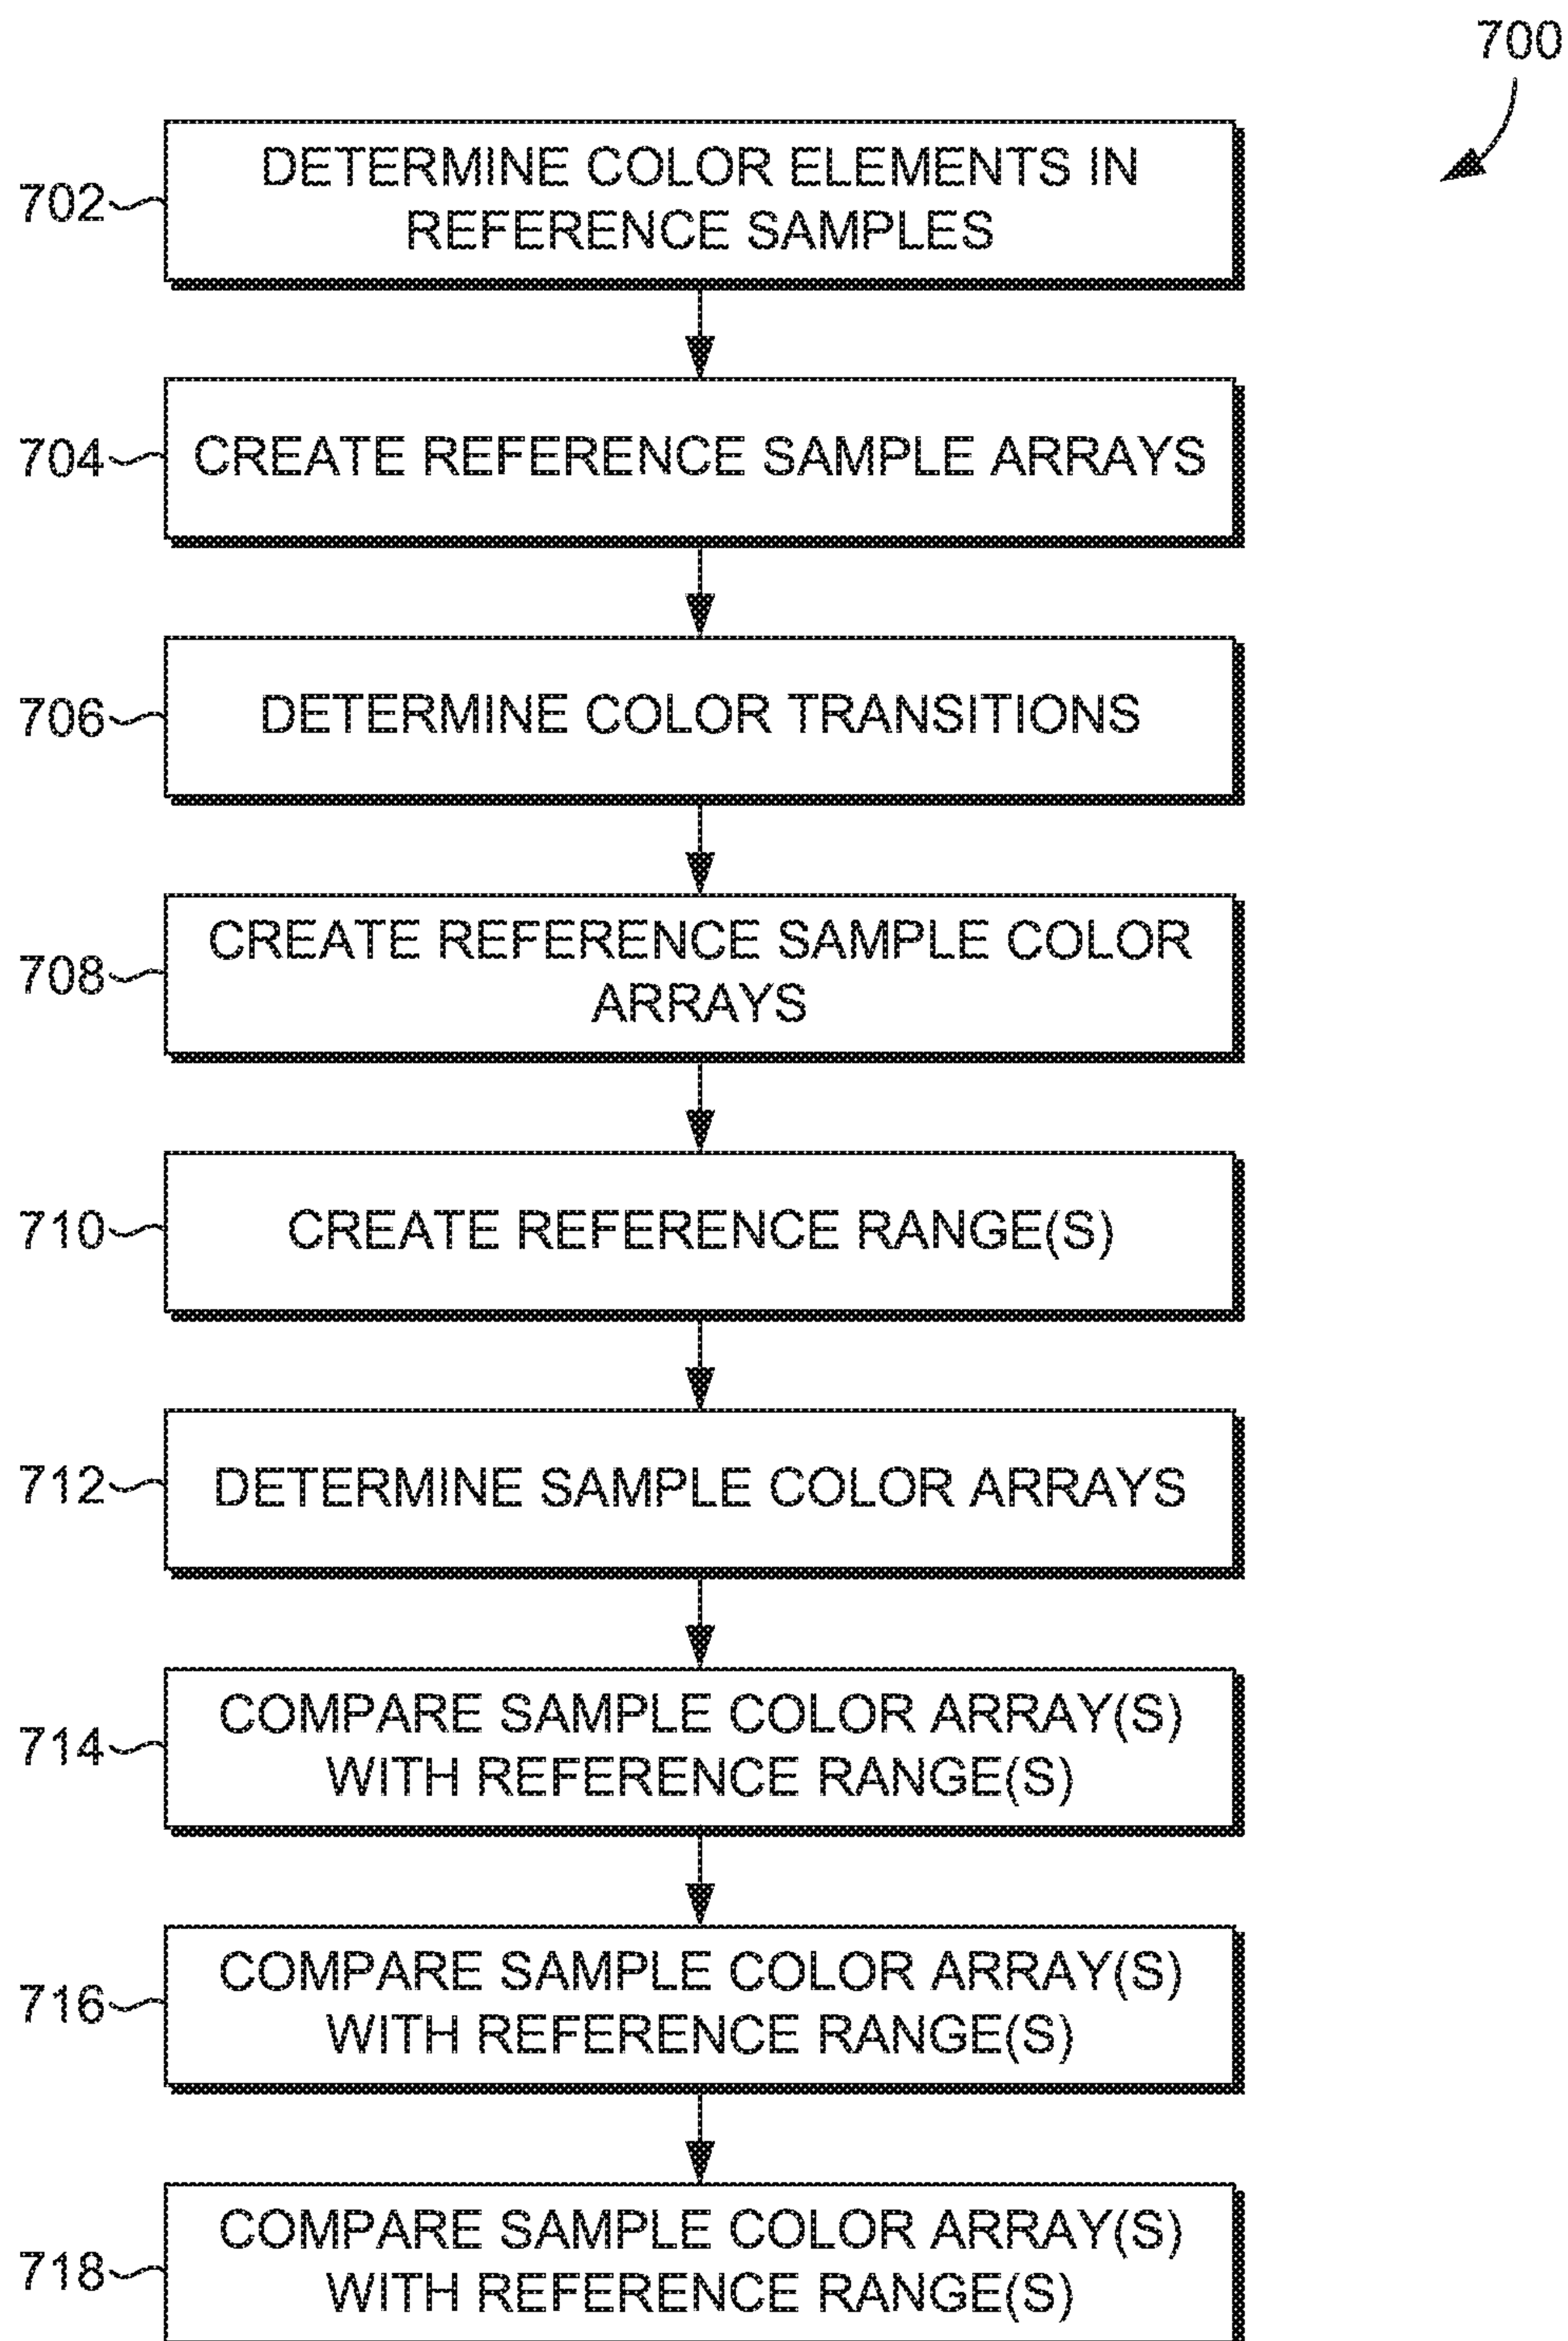 700
702
DETERMINE COLOR ELEMENTS IN
REFERENCE SAMPLES
704
CREATE REFERENCE SAMPLE ARRAYS
706
DETERMINE COLOR TRANSITIONS
708
CREATE REFERENCE SAMPLE COLOR
ARRAYS
710
CREATE REFERENCE RANGE(S)
712
DETERMINE SAMPLE COLOR ARRAYS
714
COMPARE SAMPLE COLOR ARRAY(S)
WITH REFERENCE RANGE(S)
716
COMPARE SAMPLE COLOR ARRAY(S)
WITH REFERENCE RANGE(S)
718
COMPARE SAMPLE COLOR ARRAY(S)
WITH REFERENCE RANGE(S)